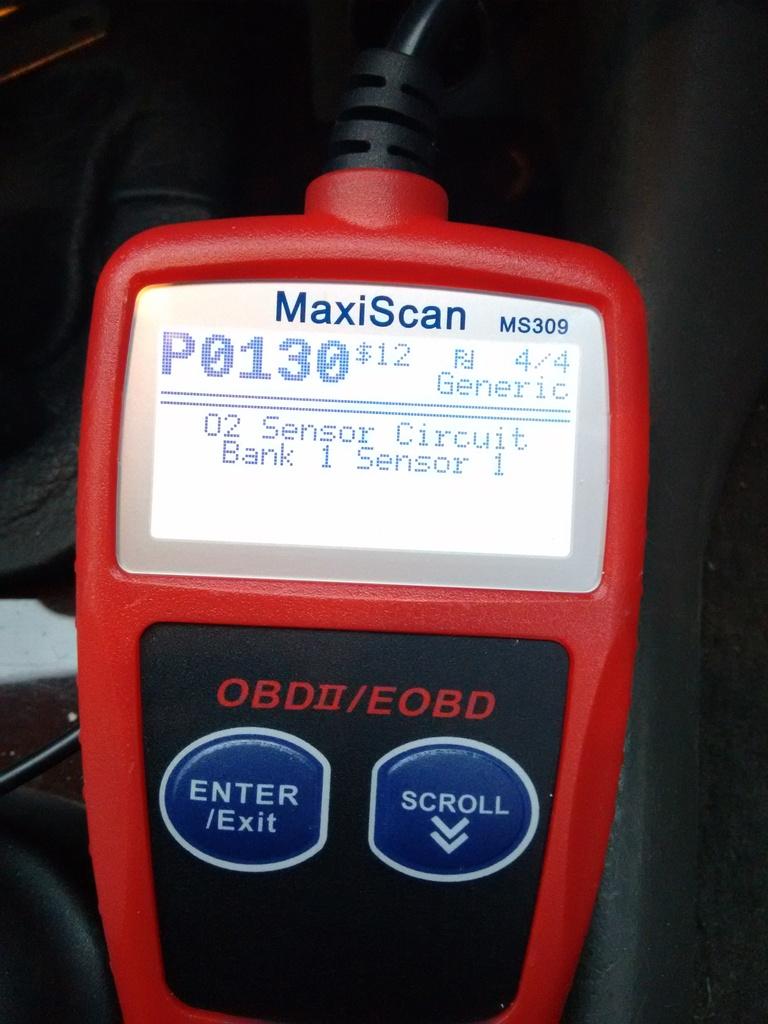 MaxiScan MS309
P0130 $12 4/4
Generic
O2 Sensor Circuit
Bank 1 Sensor 1
OBDII/EOBD
ENTER
/Exit
SCROLL